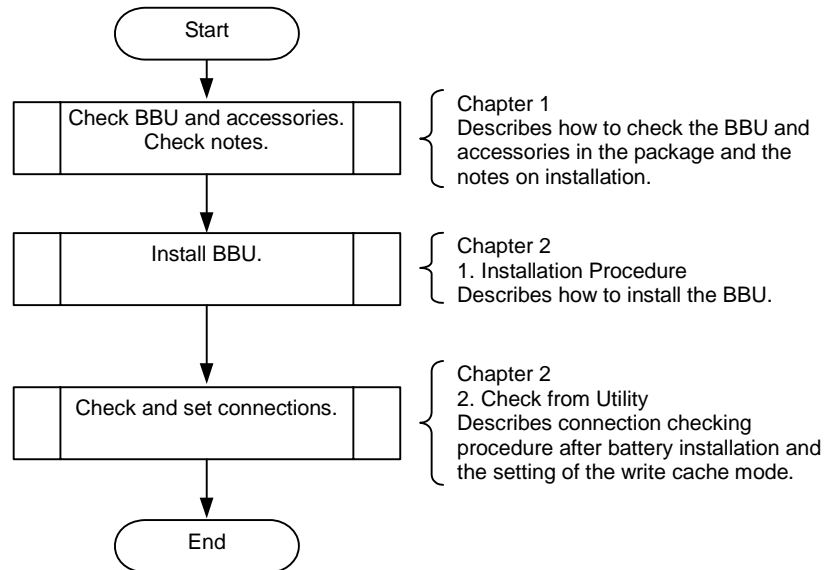 Start
Check BBU and accessories.
Check notes.
Chapter 1
Describes how to check the BBU and
accessories in the package and the
notes on installation.
Install BBU.
Chapter 2
1. Installation Procedure
Describes how to install the BBU.
Check and set connections.
Chapter 2
2. Check from Utility
Describes connection checking
procedure after battery installation and
the setting of the write cache mode.
End